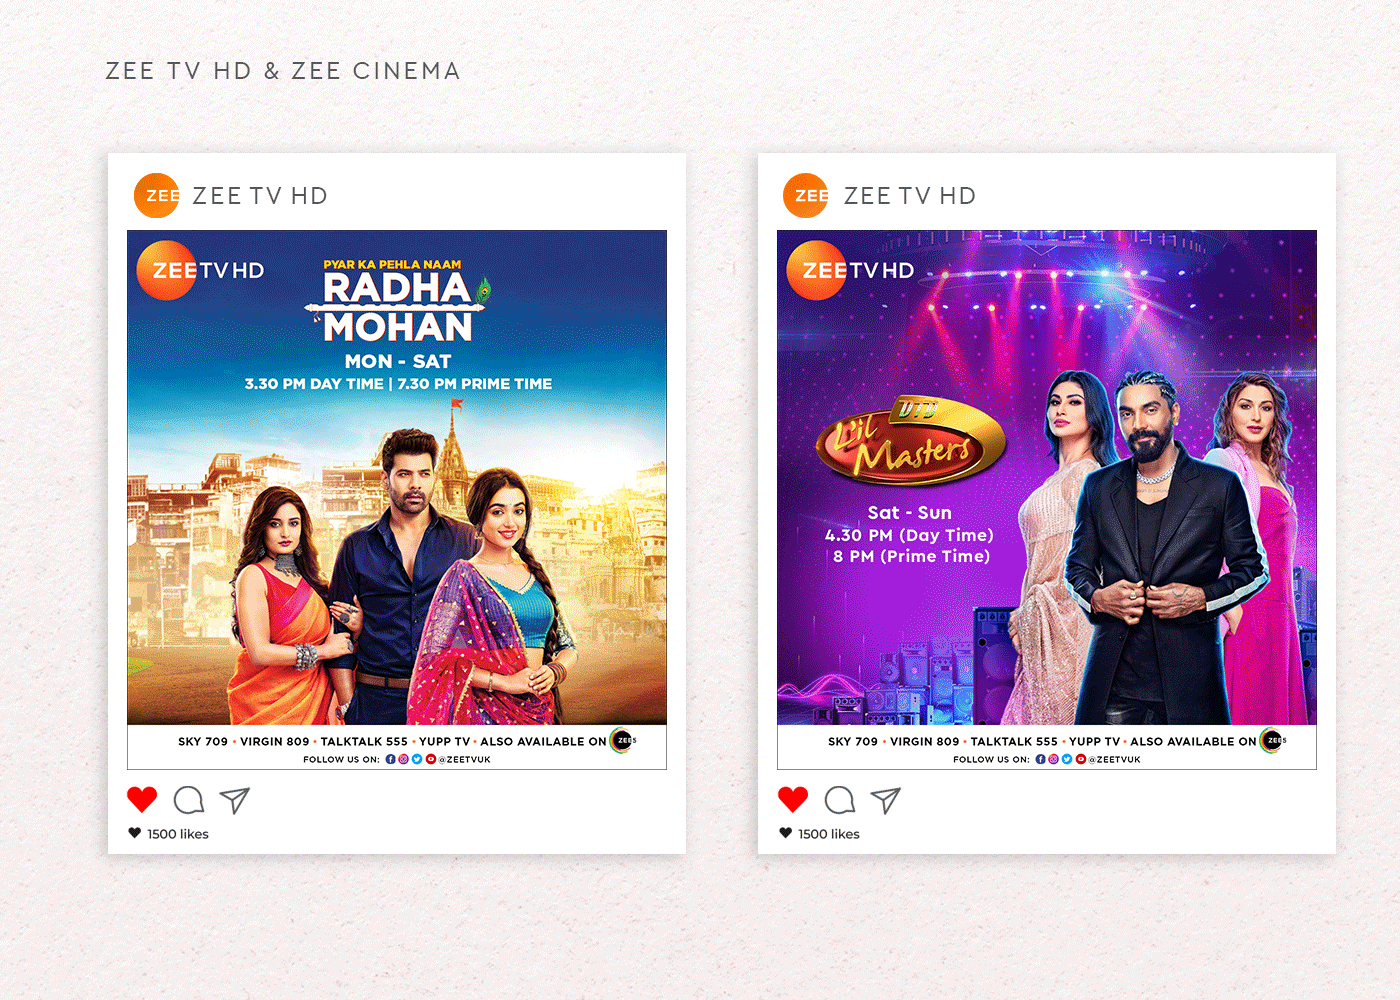 ZEE TV HD & ZEE CINEMA
ZEE
ZEE TV HD
ZEE TV HD
PYAR KA PEHLA NAAM
RADHA
MOHAN
MON - SAT
3.30 PM DAY TIME | 7.30 PM PRIME TIME
SKY 709 • VIRGIN 809 • TALKTALK 555 • YUPP TV • ALSO AVAILABLE ON ZEE5
FOLLOW US ON: @ZEETVUK
1500 likes
ZEE
ZEE TV HD
ZEE TV HD
DID
L'il
Masters
Sat - Sun
4.30 PM (Day Time)
8 PM (Prime Time)
SKY 709 • VIRGIN 809 • TALKTALK 555 • YUPP TV • ALSO AVAILABLE ON ZEE5
FOLLOW US ON: @ZEETVUK
1500 likes